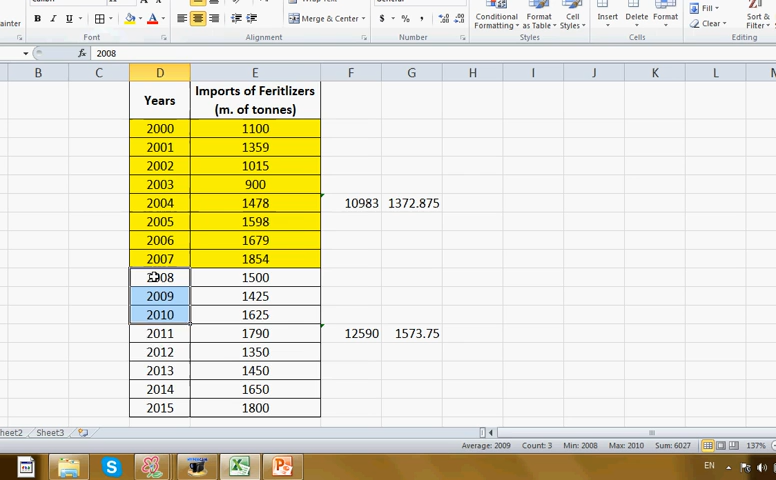 ainter
Merge & Center
$ % ,
Conditional Formatting
Format as Table
Cell Styles
Insert
Delete
Format
Fill
Clear
Sort & Filter
B I U
A
Font
Alignment
Number
Styles
Cells
Editing
fx 2008
B C D E F G H I J K L M
Years Imports of Feritlizers (m. of tonnes)
2000 1100
2001 1359
2002 1015
2003 900
2004 1478 10983 1372.875
2005 1598
2006 1679
2007 1854
2008 1500
2009 1425
2010 1625
2011 1790 12590 1573.75
2012 1350
2013 1450
2014 1650
2015 1800
heet2 Sheet3
Average: 2009 Count: 3 Min: 2008 Max: 2010 Sum: 6027 137%
EN